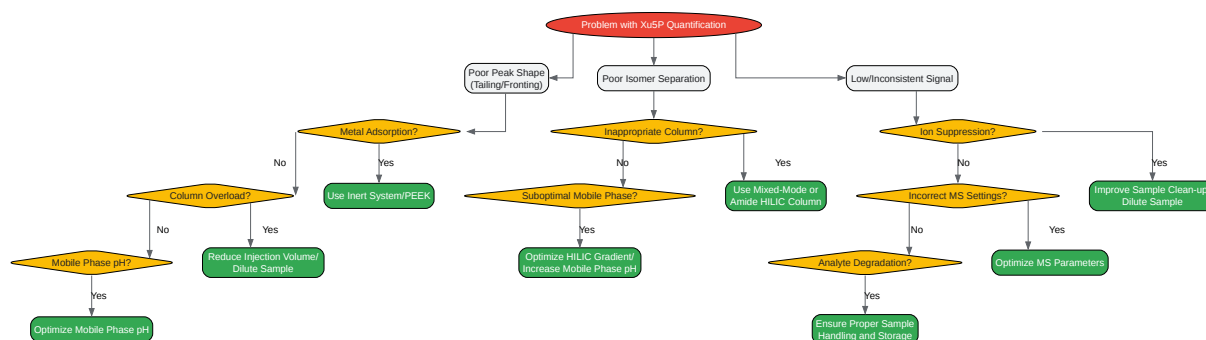 Problem with Xu5P Quantification
Poor Peak Shape
(Tailing/Fronting)
Poor Isomer Separation
Low/Inconsistent Signal
Metal Adsorption?
Inappropriate Column?
Ion Suppression?
No
Yes
No
Yes
No
Yes
Column Overload?
Use Inert System/PEEK
Suboptimal Mobile Phase?
Use Mixed-Mode or
Amide HILIC Column
Incorrect MS Settings?
Improve Sample Clean-up
Dilute Sample
No
Yes
Yes
No
Yes
Mobile Phase pH?
Reduce Injection Volume/
Dilute Sample
Optimize HILIC Gradient/
Increase Mobile Phase pH
Analyte Degradation?
Optimize MS Parameters
Yes
Yes
Optimize Mobile Phase pH
Ensure Proper Sample
Handling and Storage